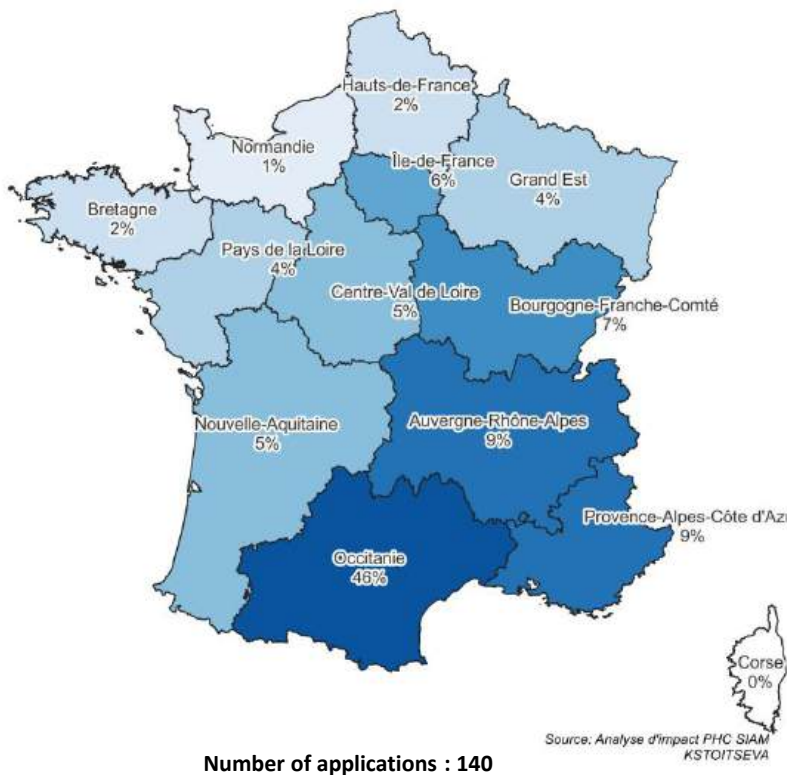 Hauts-de-France
2%
Normandie
1%
Île-de-France
6%
Grand Est
4%
Bretagne
2%
Pays de la Loire
4%
Centre-Val de Loire
5%
Bourgogne-Franche-Comté
7%
Nouvelle-Aquitaine
5%
Auvergne-Rhône-Alpes
9%
Provence-Alpes-Côte d'Az
9%
Occitanie
46%
Corse
0%
Source: Analyse d'impact PHC SIAM
KSTOITSEVA
Number of applications : 140